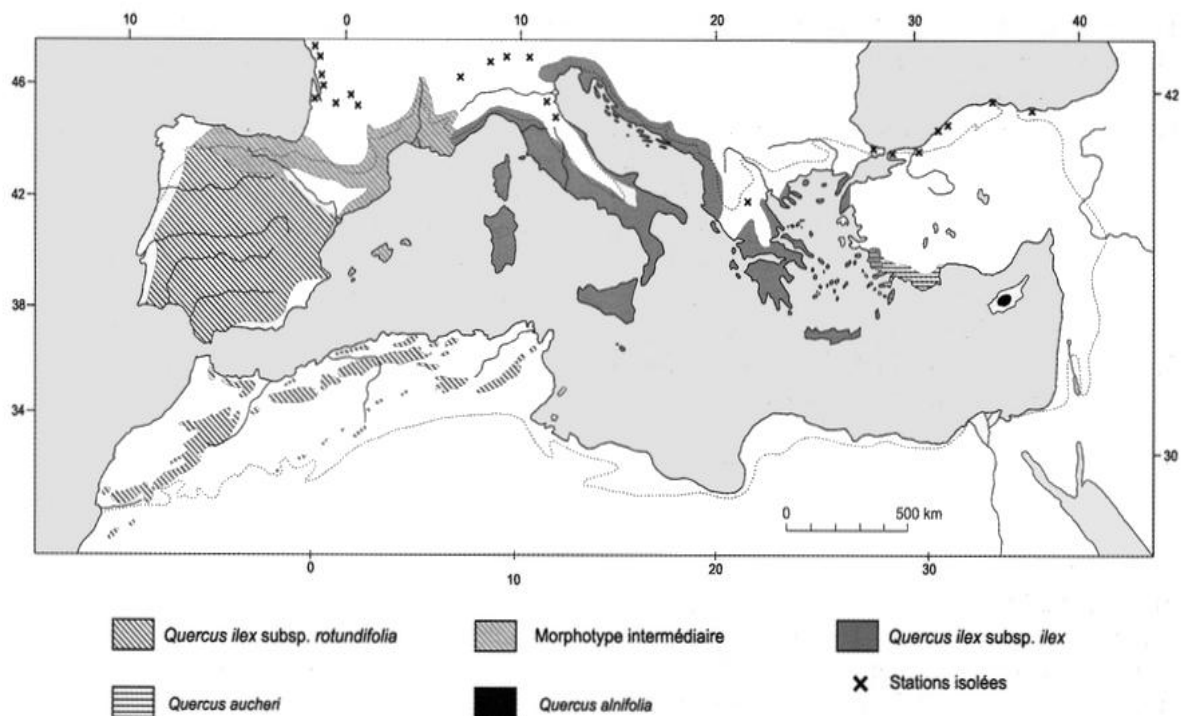 10 0 10 20 30 40
46 42
42
38
34 30
0 500 km
0 10 20 30
Quercus ilex subsp. rotundifolia Morphotype intermédiaire Quercus ilex subsp. ilex
Quercus aucheri Quercus alnifolia Stations isolées